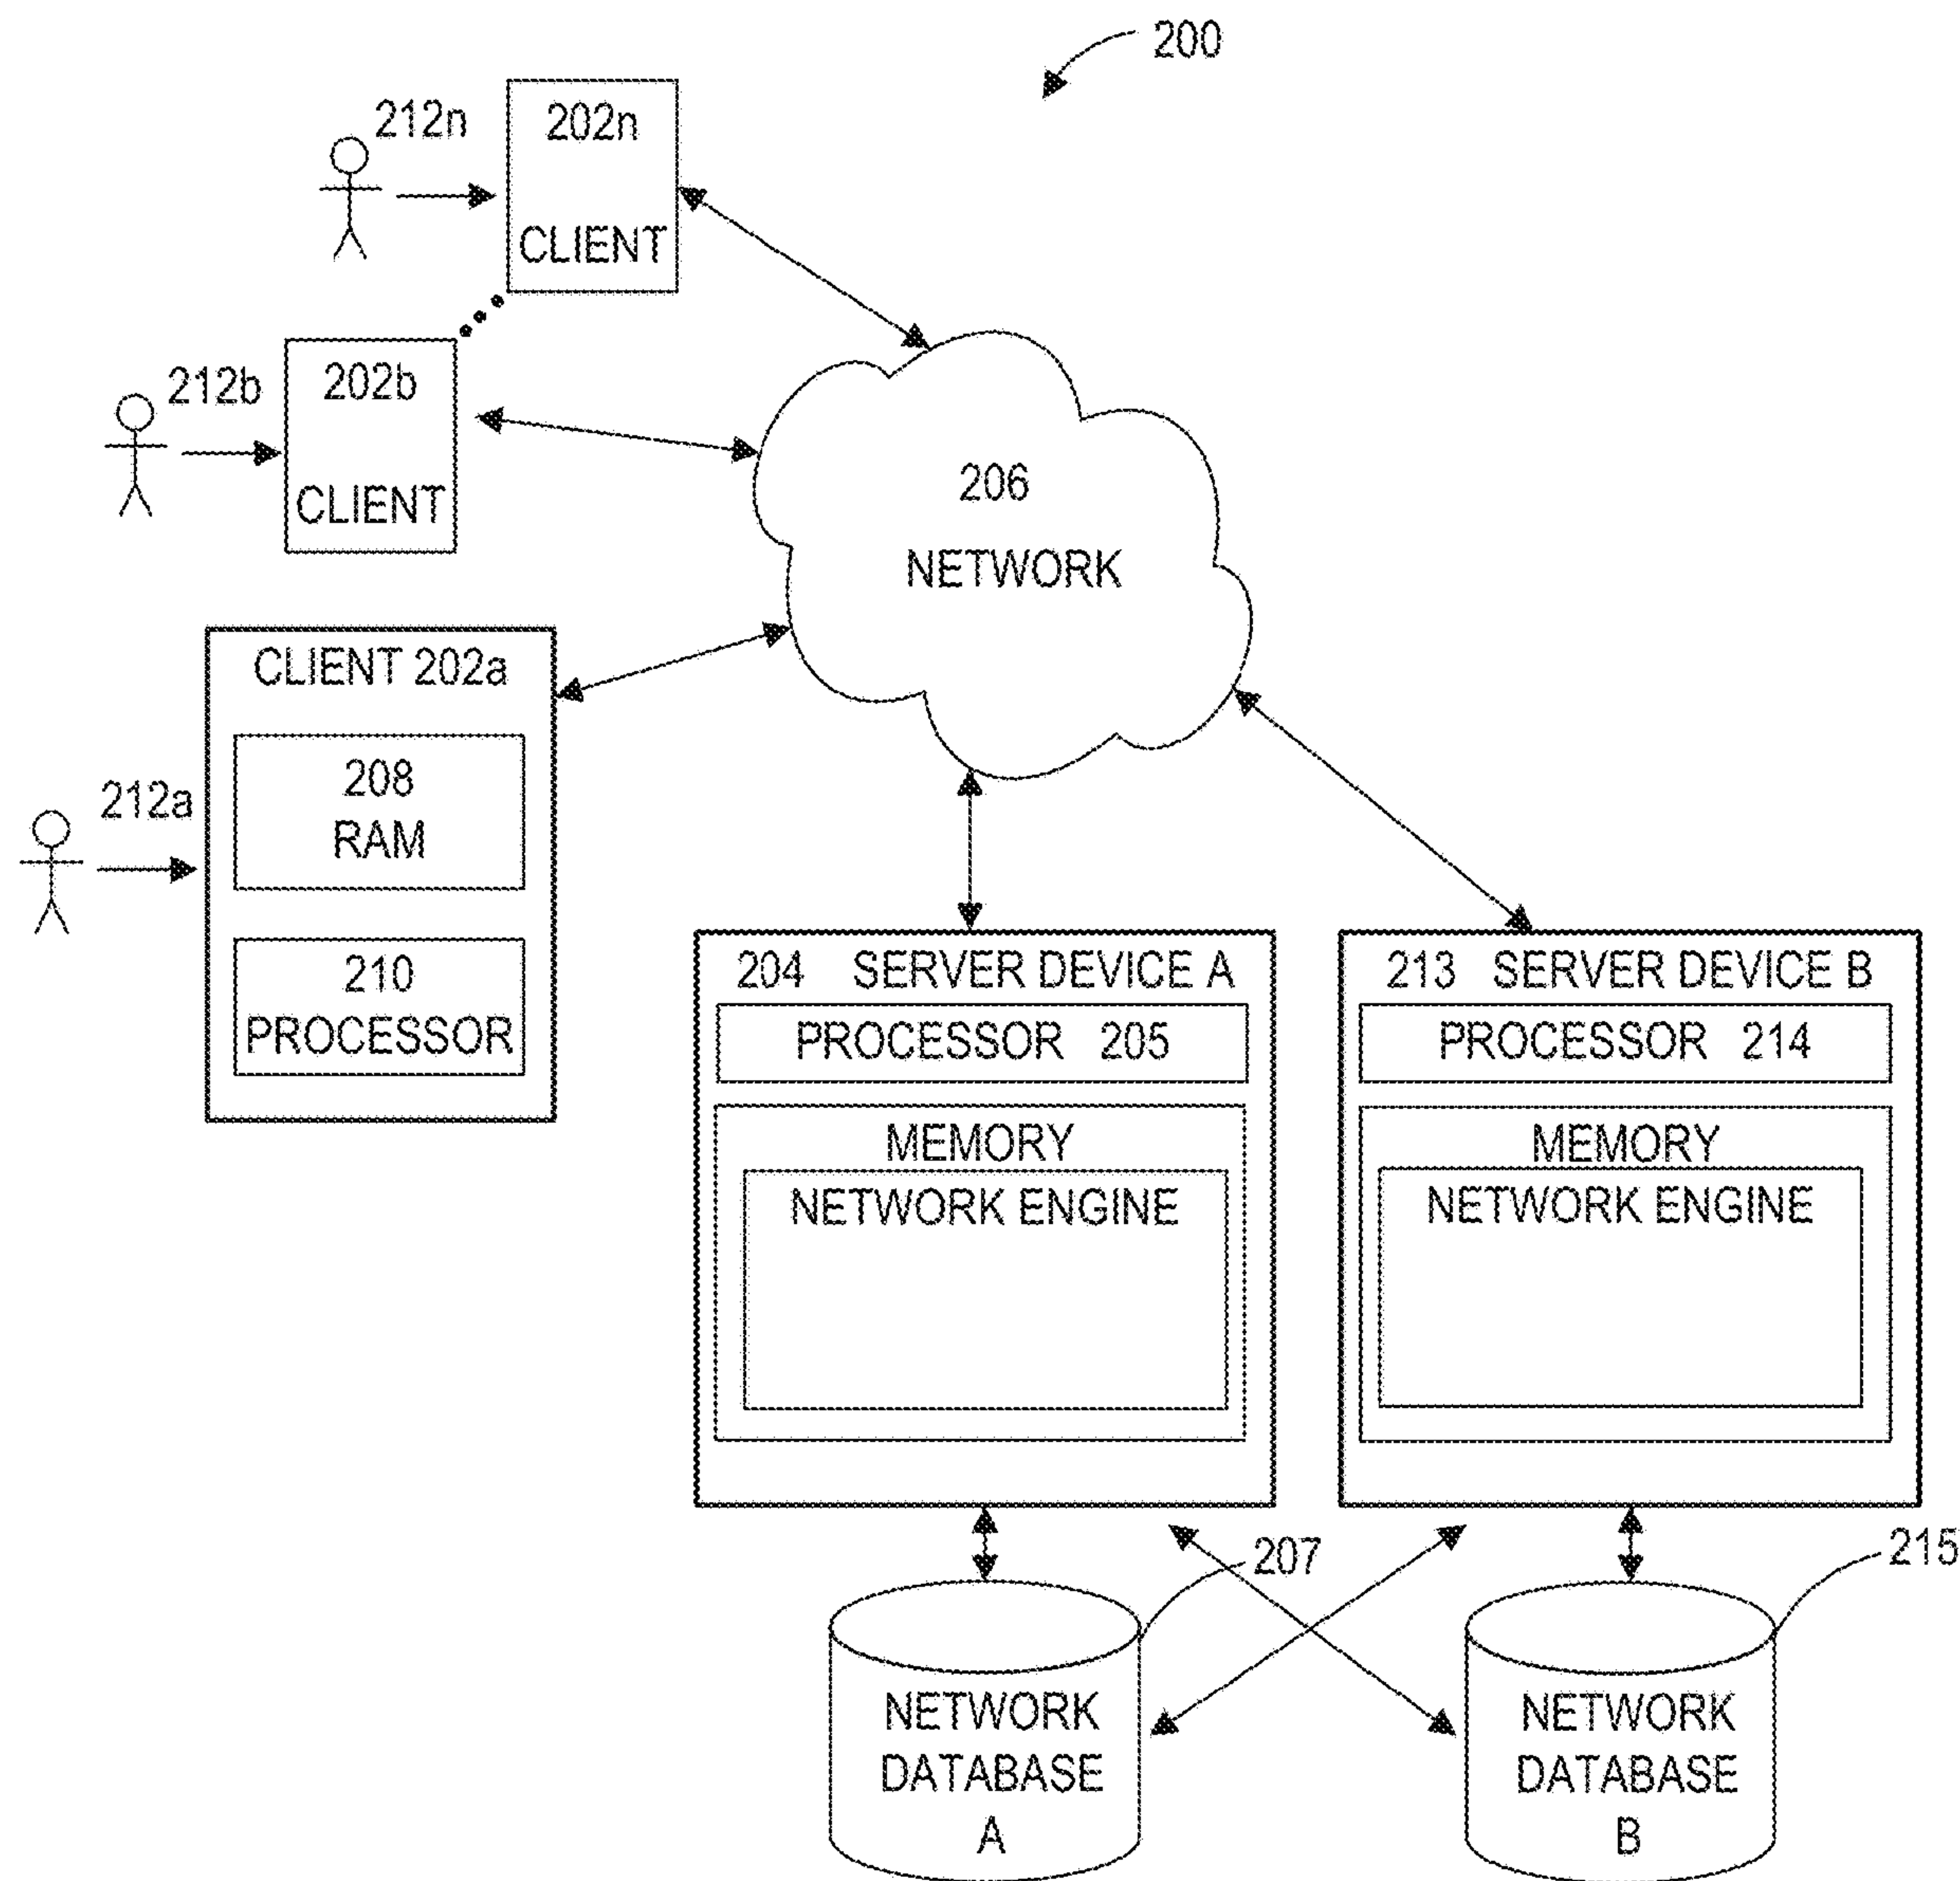 200
212n
202n
CLIENT
212b
202b
CLIENT
206
NETWORK
CLIENT 202a
208
RAM
212a
210
PROCESSOR
204 SERVER DEVICE A
PROCESSOR 205
MEMORY
NETWORK ENGINE
213 SERVER DEVICE B
PROCESSOR 214
MEMORY
NETWORK ENGINE
207
215
NETWORK
DATABASE
A
NETWORK
DATABASE
B